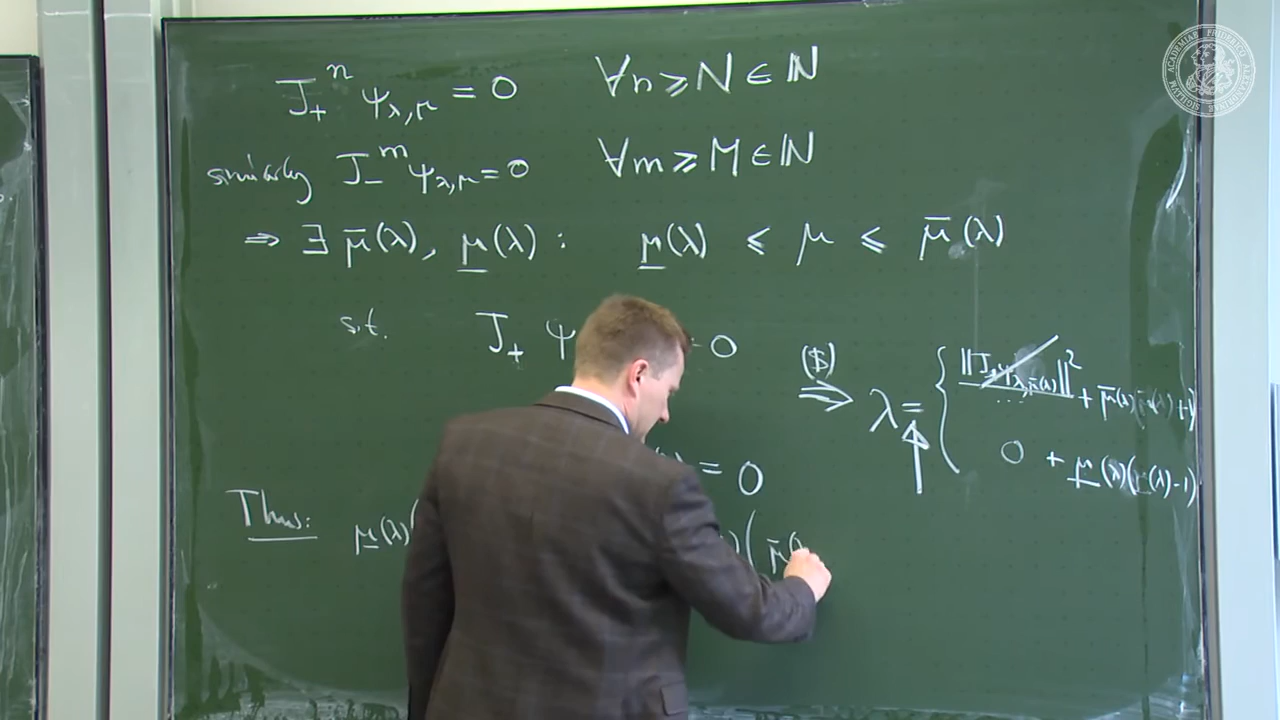 J₊ⁿ ψ_{λ,μ} = 0 ∀n ⩾ N ∈ ℕ
similarly J₋ᵐ ψ_{λ,μ} = 0 ∀m ⩾ M ∈ ℕ
⇒ ∃ μ̄(λ), μ̲(λ) : μ̲(λ) ⩽ μ ⩽ μ̄(λ)
s.t. J₊ ψ = 0 ($) ⇒ λ = { ‖J₊ψ_{λ,μ̄(λ)}‖² ... + μ̄(λ)(μ̄(λ)+1)
= 0 0 + μ̲(λ)(μ̲(λ)-1)
Thus: μ̲(λ)( )( μ̄(